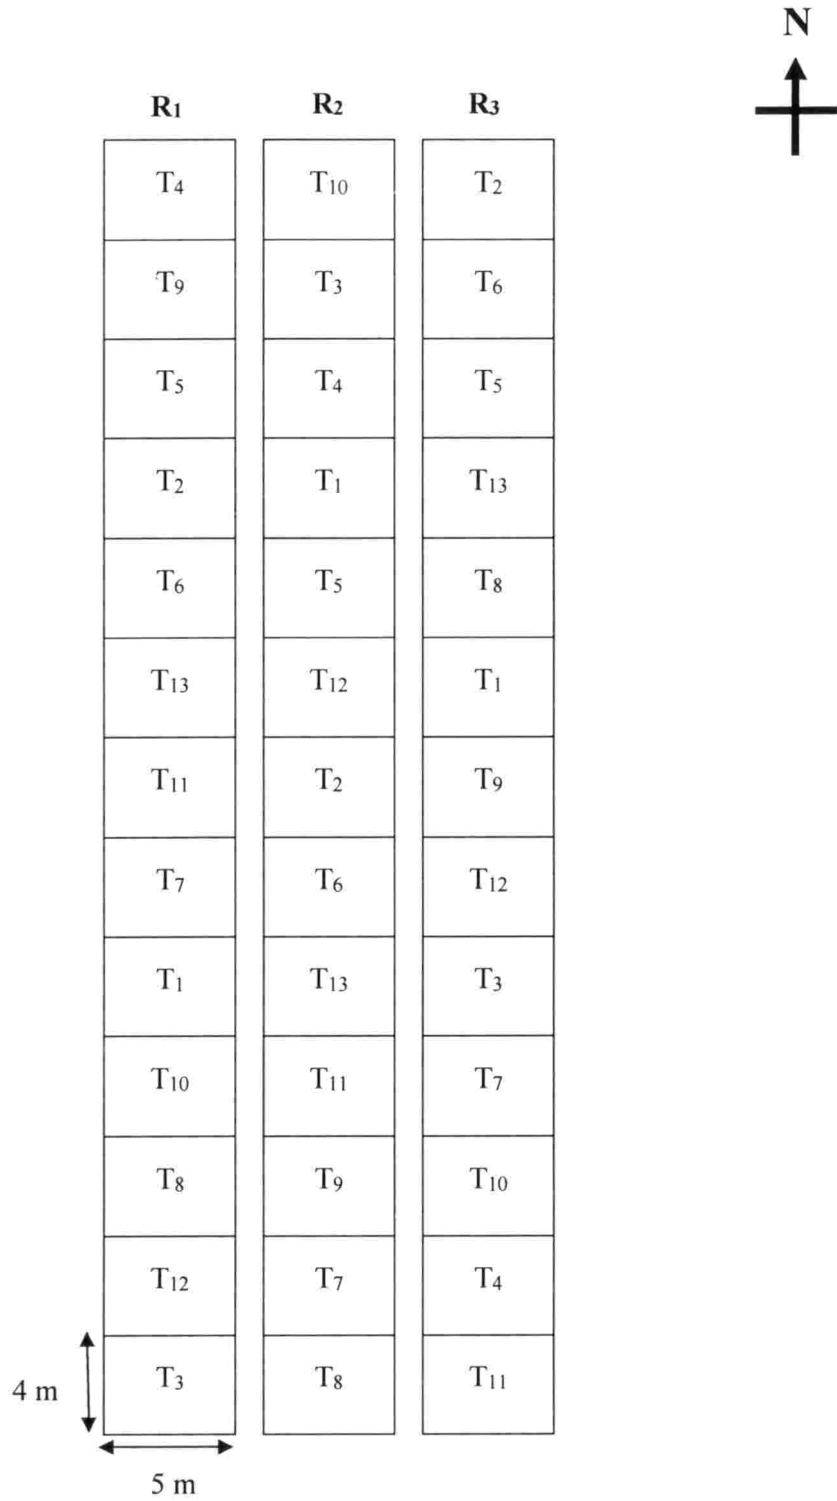 N
R1 R2 R3
T4 T10 T2
T9 T3 T6
T5 T4 T5
T2 T1 T13
T6 T5 T8
T13 T12 T1
T11 T2 T9
T7 T6 T12
T1 T13 T3
T10 T11 T7
T8 T9 T10
T12 T7 T4
T3 T8 T11
4 m
5 m